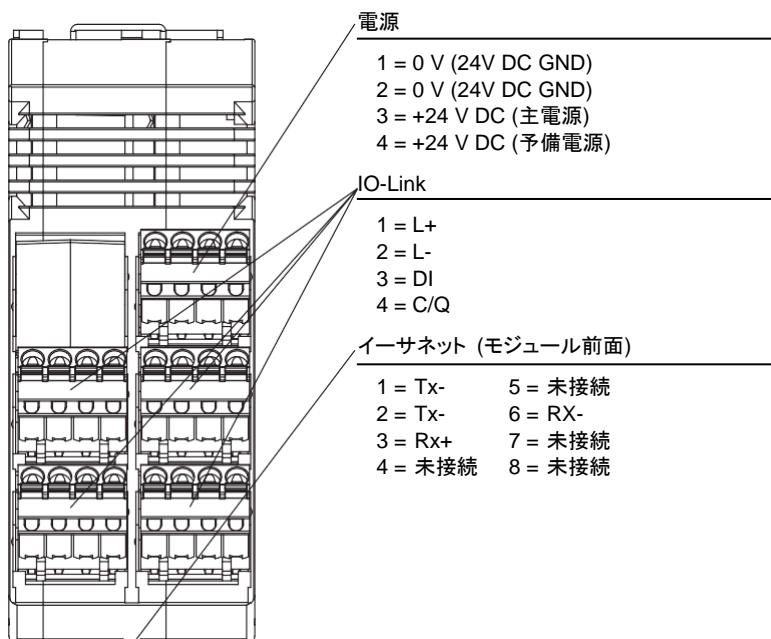 電源
1 = 0 V (24V DC GND)
2 = 0 V (24V DC GND)
3 = +24 V DC (主電源)
4 = +24 V DC (予備電源)
IO-Link
1 = L+
2 = L-
3 = DI
4 = C/Q
イーサネット (モジュール前面)
1 = Tx- 5 = 未接続
2 = Tx- 6 = RX-
3 = Rx+ 7 = 未接続
4 = 未接続 8 = 未接続